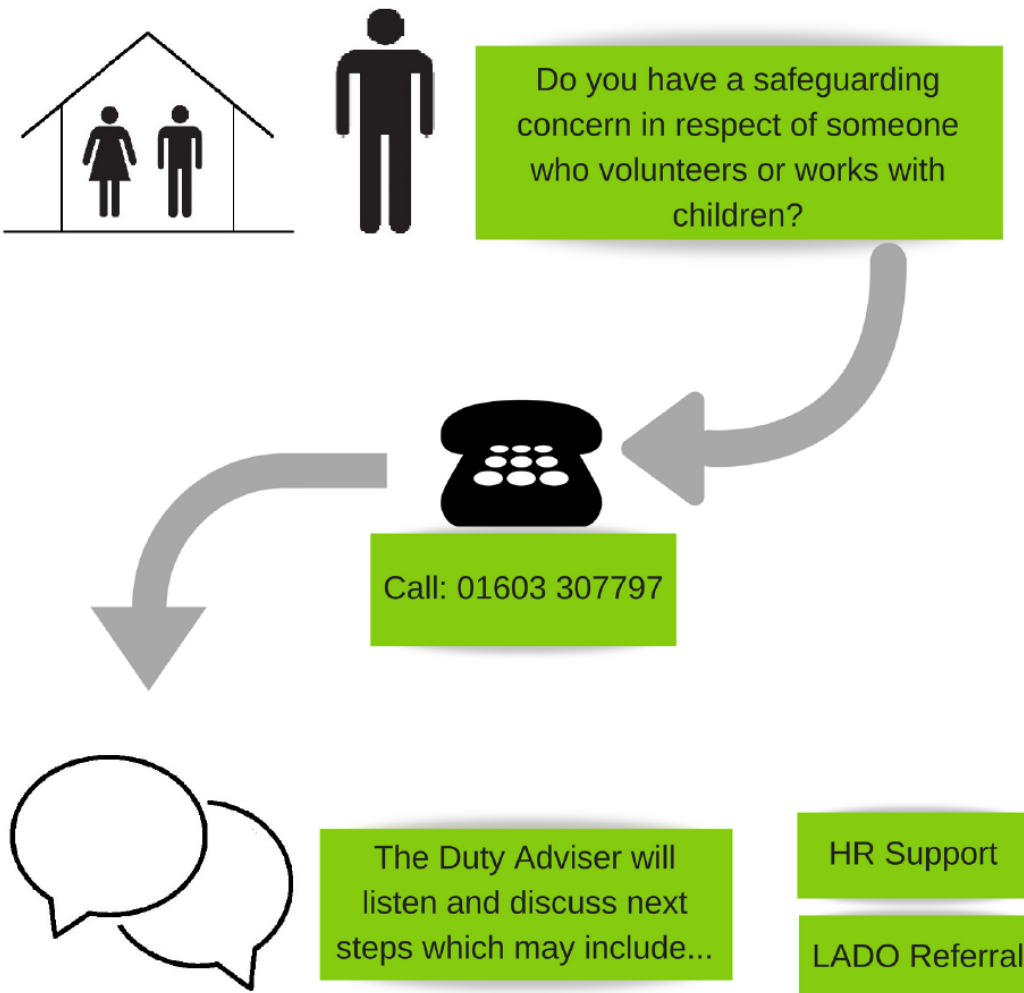 Do you have a safeguarding
concern in respect of someone
who volunteers or works with
children?
Call: 01603 307797
The Duty Adviser will
listen and discuss next
steps which may include...
HR Support
LADO Referral